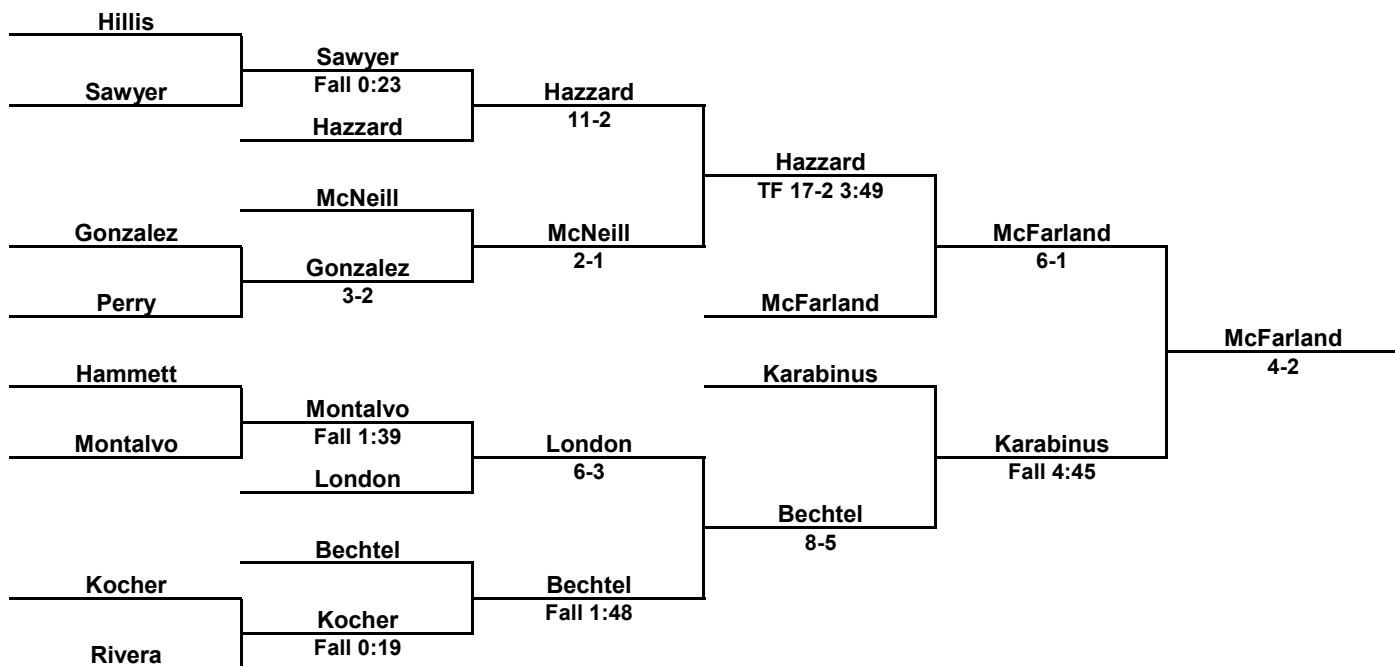 Hillis
Sawyer
Fall 0:23
Sawyer
Hazzard
11-2
Hazzard
Hazzard
TF 17-2 3:49
McNeill
Gonzalez
McNeill
2-1
McFarland
6-1
Gonzalez
3-2
Perry
McFarland
McFarland
4-2
Hammett
Karabinus
Montalvo
Fall 1:39
Montalvo
London
6-3
Karabinus
Fall 4:45
London
Bechtel
8-5
Bechtel
Kocher
Bechtel
Fall 1:48
Kocher
Fall 0:19
Rivera